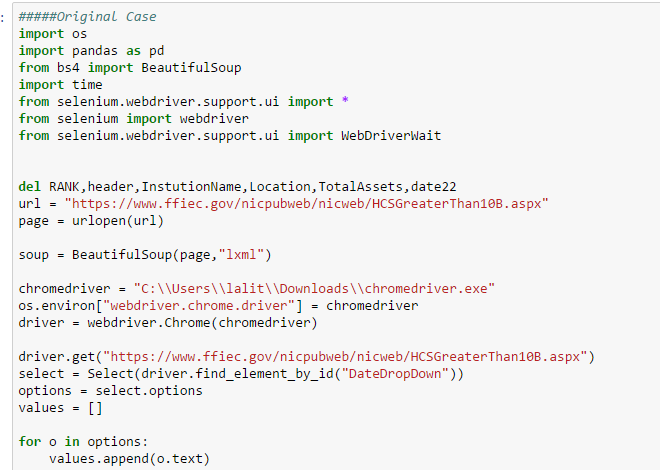 :
#####Original Case
import os
import pandas as pd
from bs4 import BeautifulSoup
import time
from selenium.webdriver.support.ui import *
from selenium import webdriver
from selenium.webdriver.support.ui import WebDriverWait
del RANK,header,InstutionName,Location,TotalAssets,date22
url = "https://www.ffiec.gov/nicpubweb/nicweb/HCSGreaterThan10B.aspx"
page = urlopen(url)
soup = BeautifulSoup(page,"lxml")
chromedriver = "C:\\Users\\lalit\\Downloads\\chromedriver.exe"
os.environ["webdriver.chrome.driver"] = chromedriver
driver = webdriver.Chrome(chromedriver)
driver.get("https://www.ffiec.gov/nicpubweb/nicweb/HCSGreaterThan10B.aspx")
select = Select(driver.find_element_by_id("DateDropDown"))
options = select.options
values = []
for o in options:
    values.append(o.text)